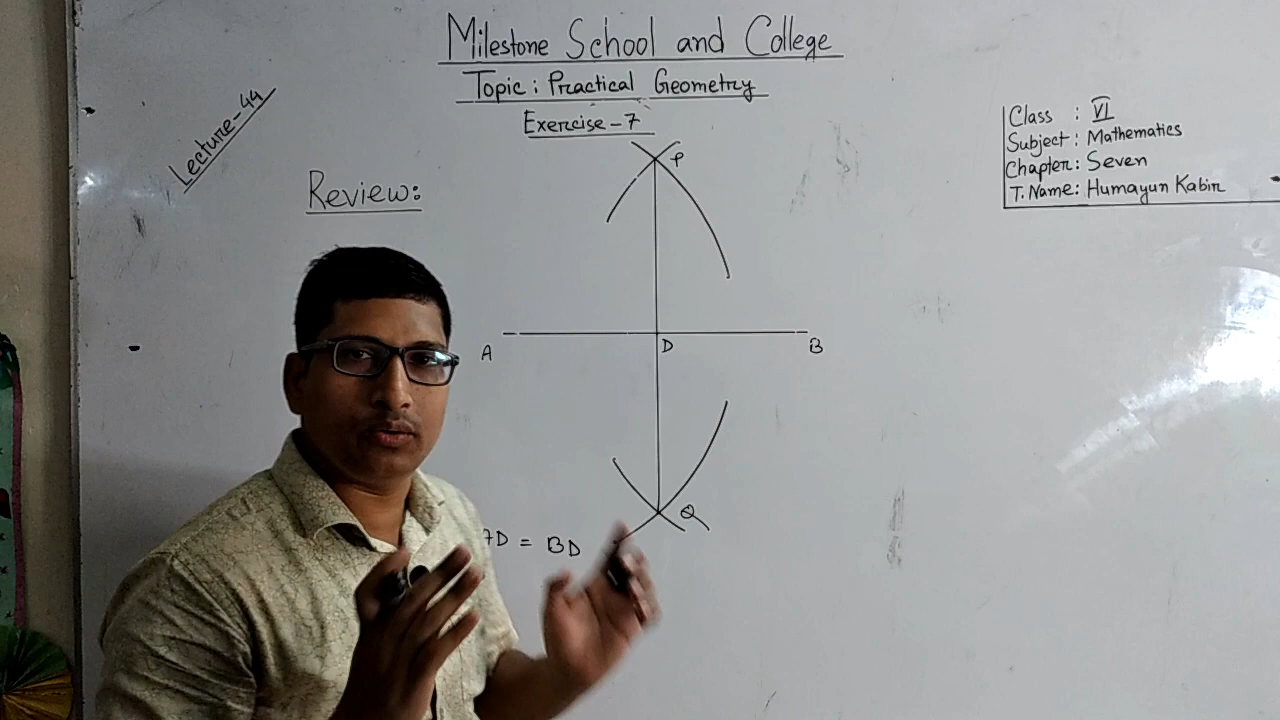 Milestone School and College
Topic: Practical Geometry
Exercise-7
Lecture-44
Class : VI
Subject: Mathematics
Chapter: Seven
T. Name: Humayun Kabir
Review:
P
A
D
B
Q
AD = BD